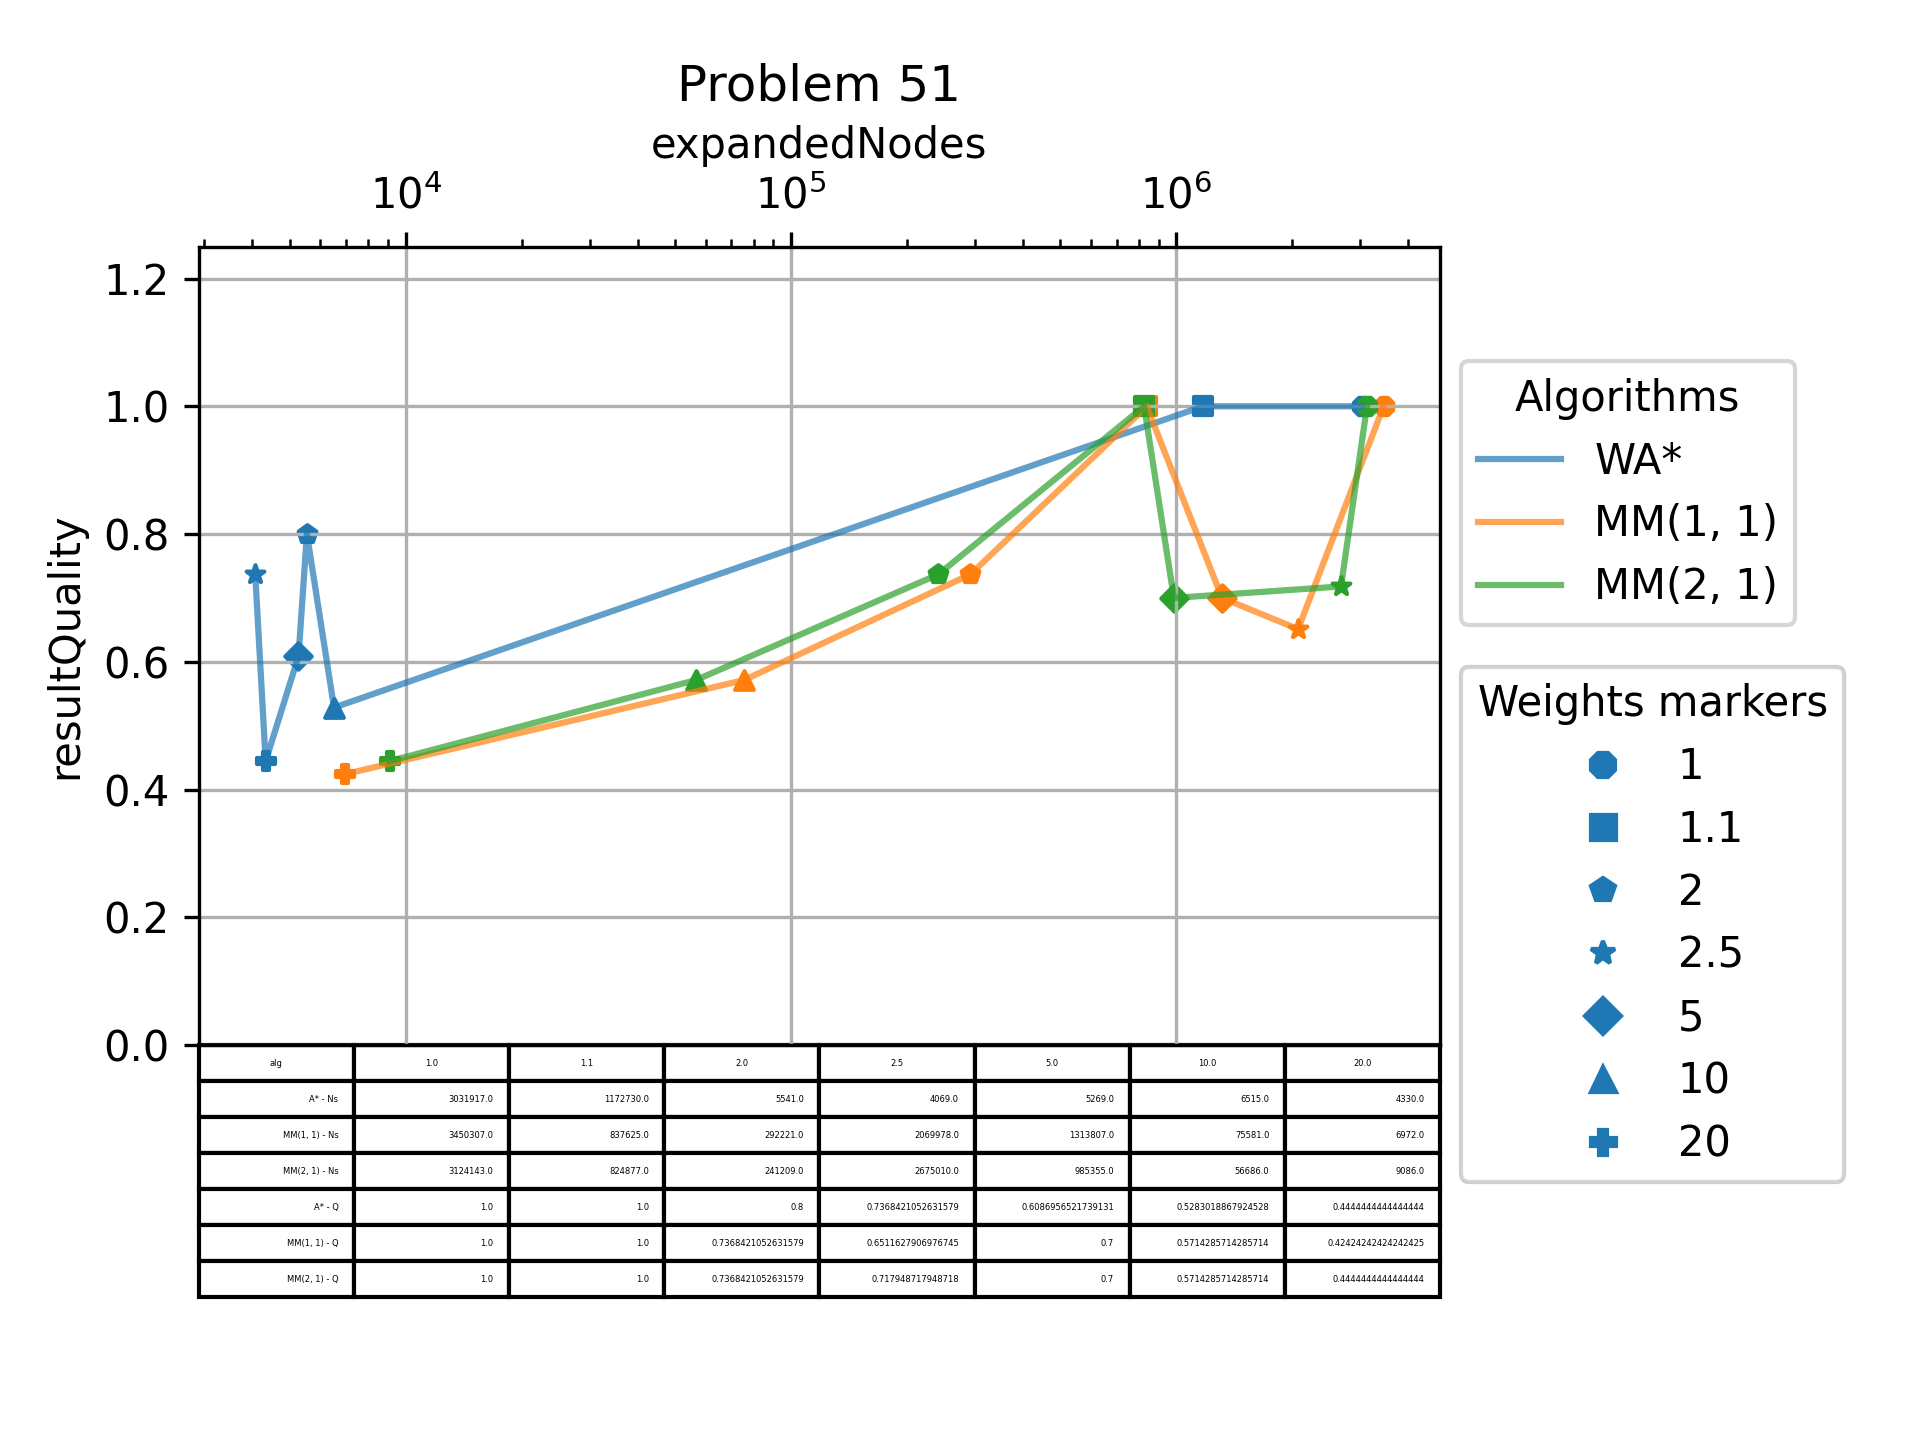 Problem 51
expandedNodes
10^4 10^5 10^6
resultQuality
1.2
1.0
0.8
0.6
0.4
0.2
0.0
Algorithms
WA*
MM(1, 1)
MM(2, 1)
Weights markers
1
1.1
2
2.5
5
10
20
alg 1.0 1.1 2.0 2.5 5.0 10.0 20.0
A* - Ns 3031917.0 1172730.0 5541.0 4069.0 5269.0 6515.0 4330.0
MM(1, 1) - Ns 3450307.0 837625.0 292221.0 2069978.0 1313807.0 75581.0 6972.0
MM(2, 1) - Ns 3124143.0 824877.0 241209.0 2675010.0 985355.0 56686.0 9086.0
A* - Q 1.0 1.0 0.8 0.7368421052631579 0.6086956521739131 0.5283018867924528 0.4444444444444444
MM(1, 1) - Q 1.0 1.0 0.7368421052631579 0.6511627906976745 0.7 0.5714285714285714 0.42424242424242425
MM(2, 1) - Q 1.0 1.0 0.7368421052631579 0.717948717948718 0.7 0.5714285714285714 0.4444444444444444